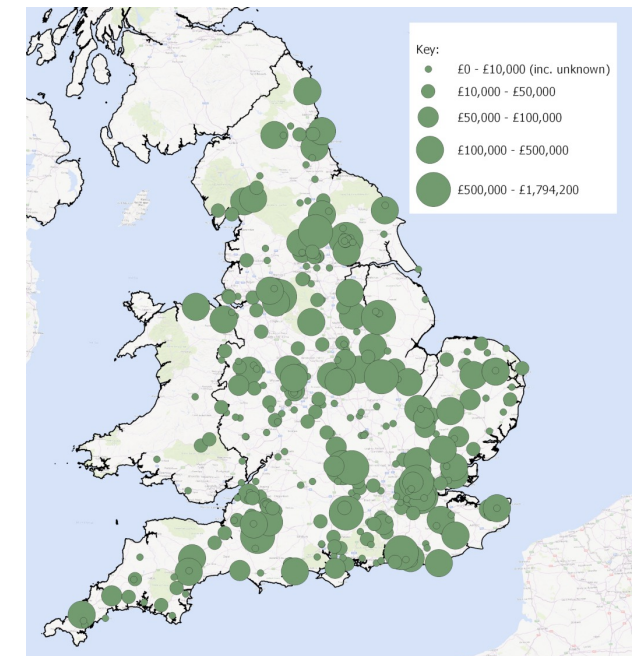 Key:
£0 - £10,000 (inc. unknown)
£10,000 - £50,000
£50,000 - £100,000
£100,000 - £500,000
£500,000 - £1,794,200